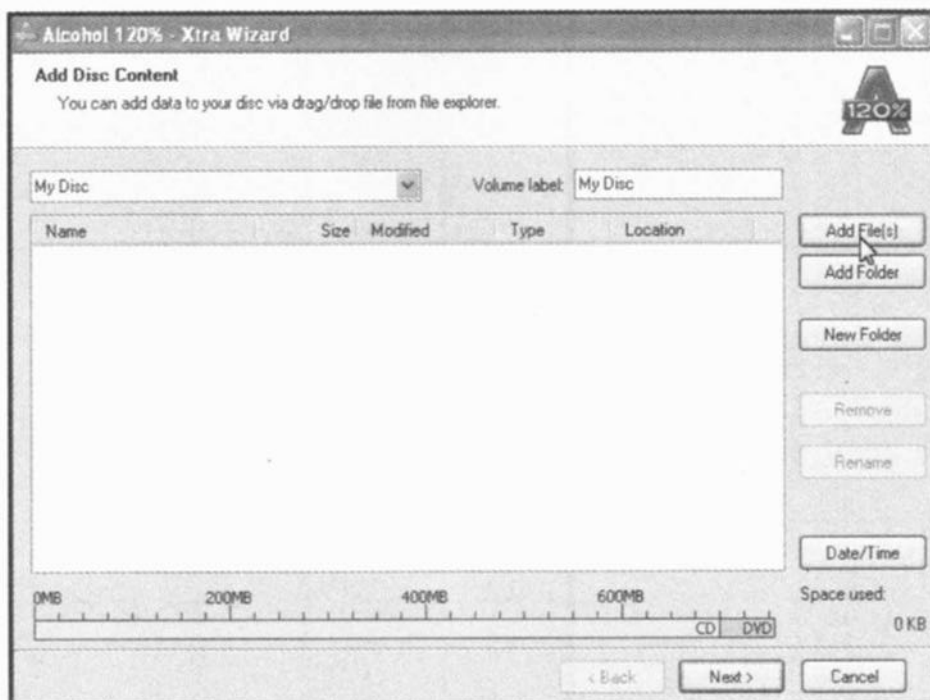 Alcohol 120% - Xtra Wizard
Add Disc Content
You can add data to your disc via drag/drop file from file explorer.
120%
My Disc
Volume label: My Disc
Name Size Modified Type Location
Add File(s)
Add Folder
New Folder
Remove
Rename
Date/Time
0MB 200MB 400MB 600MB
Space used:
CD DVD
0 KB
< Back Next > Cancel